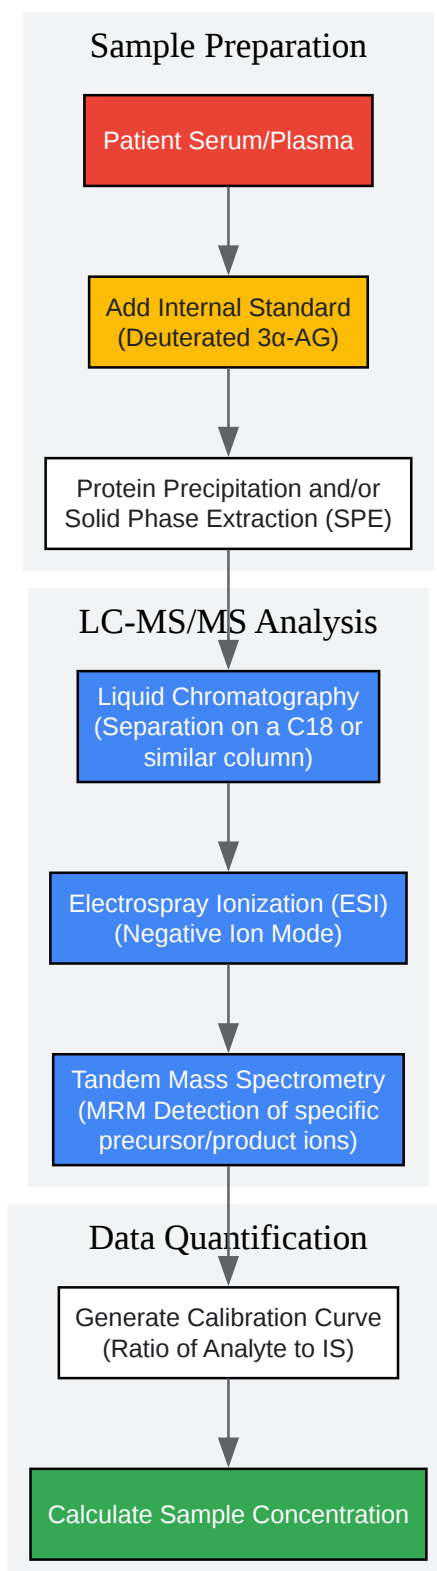 Sample Preparation
Patient Serum/Plasma
Add Internal Standard
(Deuterated 3α-AG)
Protein Precipitation and/or
Solid Phase Extraction (SPE)
LC-MS/MS Analysis
Liquid Chromatography
(Separation on a C18 or
similar column)
Electrospray Ionization (ESI)
(Negative Ion Mode)
Tandem Mass Spectrometry
(MRM Detection of specific
precursor/product ions)
Data Quantification
Generate Calibration Curve
(Ratio of Analyte to IS)
Calculate Sample Concentration